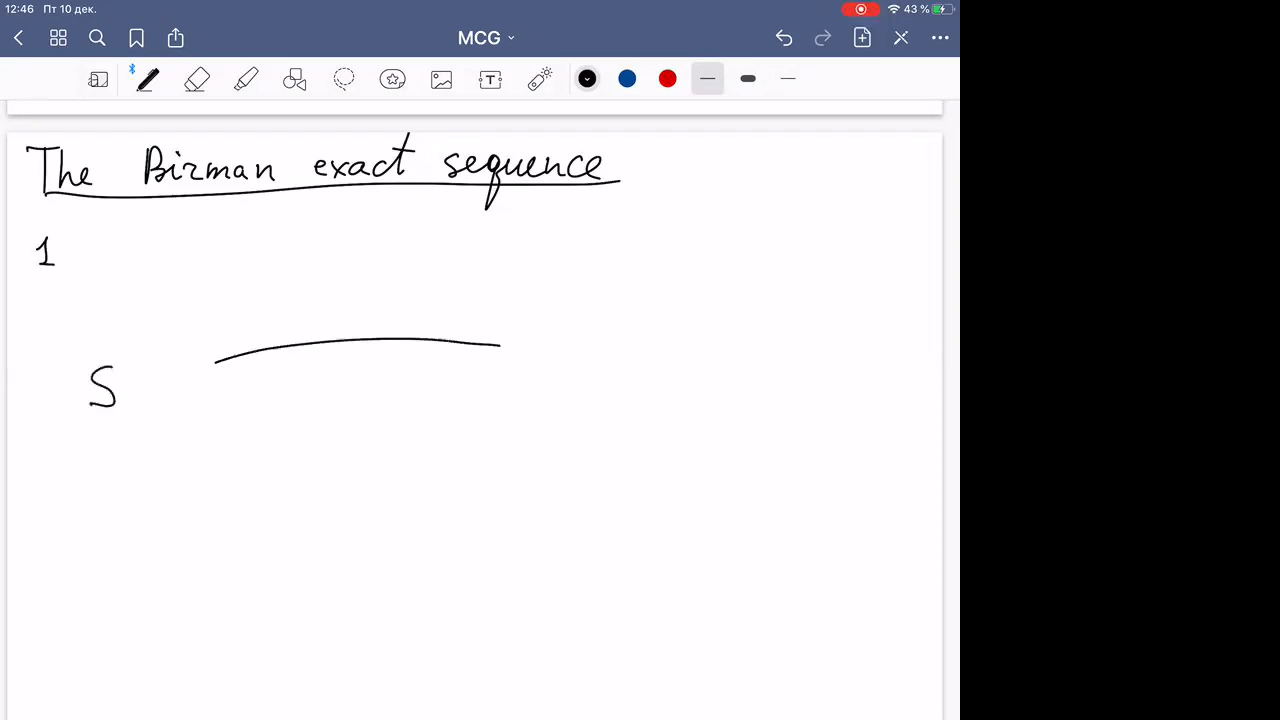 12:46 Пт 10 дек. 43 %
MCG
The Birman exact sequence
1
S